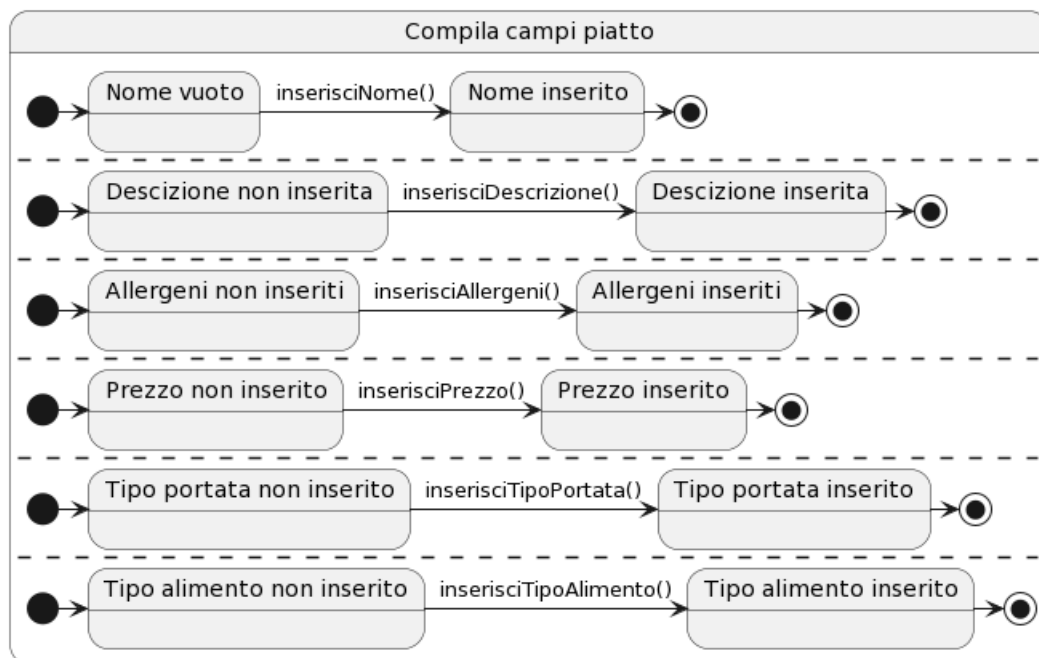 Compila campi piatto
Nome vuoto inserisciNome() Nome inserito
Descizione non inserita inserisciDescrizione() Descizione inserita
Allergeni non inseriti inserisciAllergeni() Allergeni inseriti
Prezzo non inserito inserisciPrezzo() Prezzo inserito
Tipo portata non inserito inserisciTipoPortata() Tipo portata inserito
Tipo alimento non inserito inserisciTipoAlimento() Tipo alimento inserito